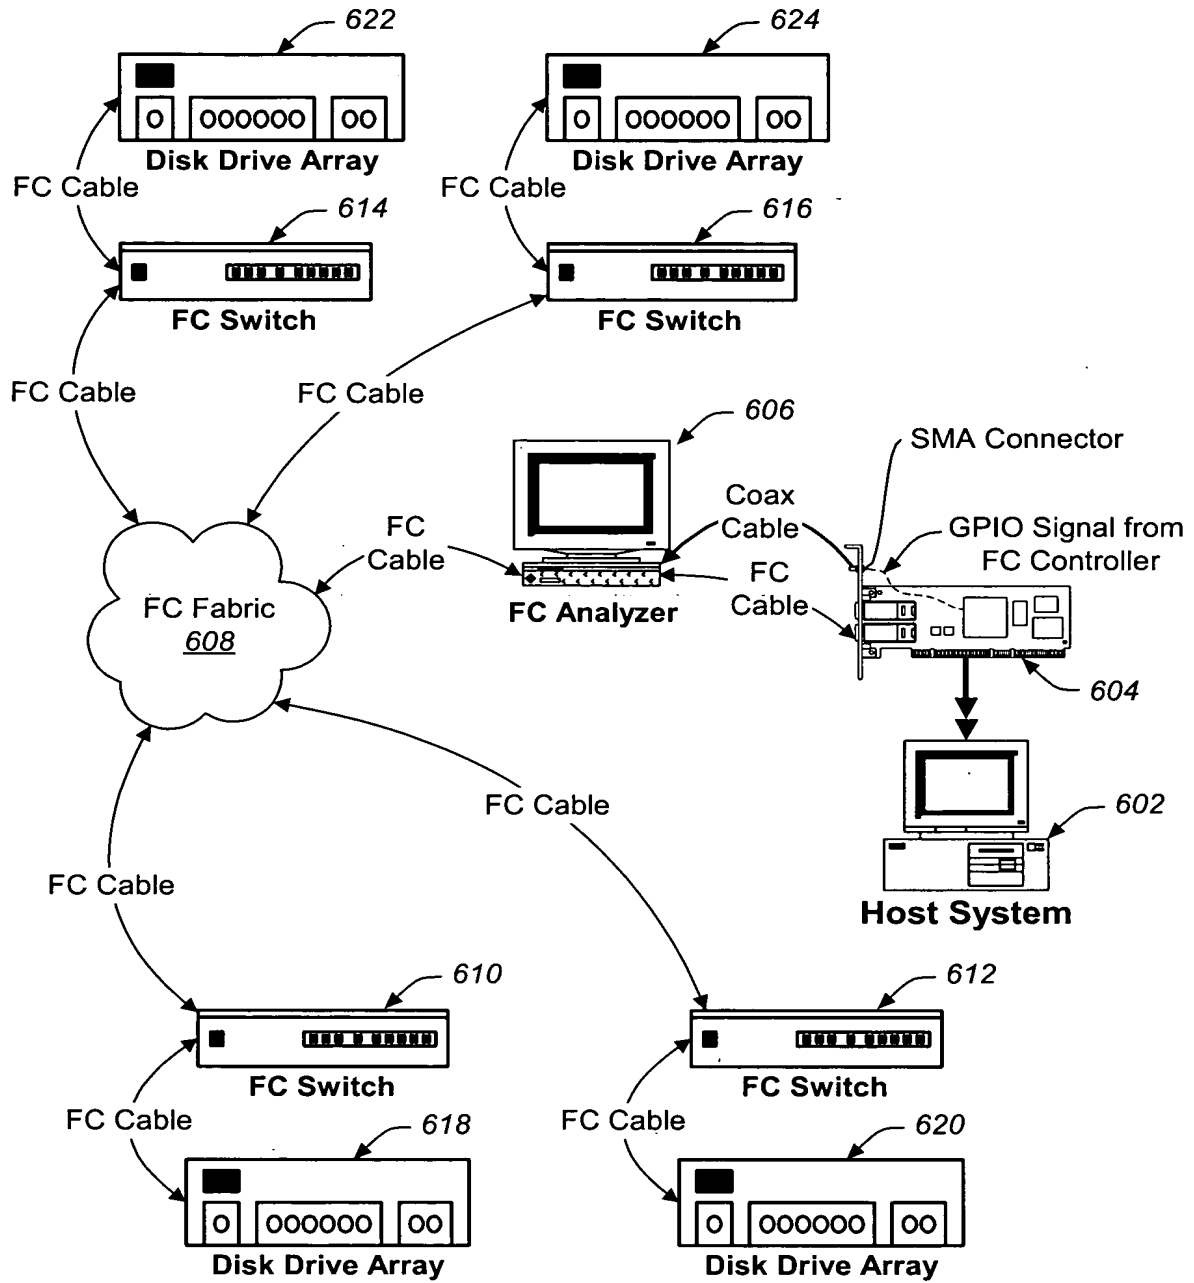 622
624
Disk Drive Array
Disk Drive Array
FC Cable
FC Cable
614
616
FC Switch
FC Switch
FC Cable
FC Cable
606
SMA Connector
Coax
Cable
GPIO Signal from
FC Controller
FC
Cable
FC
Cable
FC Analyzer
FC Fabric
608
604
FC Cable
602
FC Cable
Host System
610
612
FC Switch
FC Switch
FC Cable
FC Cable
618
620
Disk Drive Array
Disk Drive Array